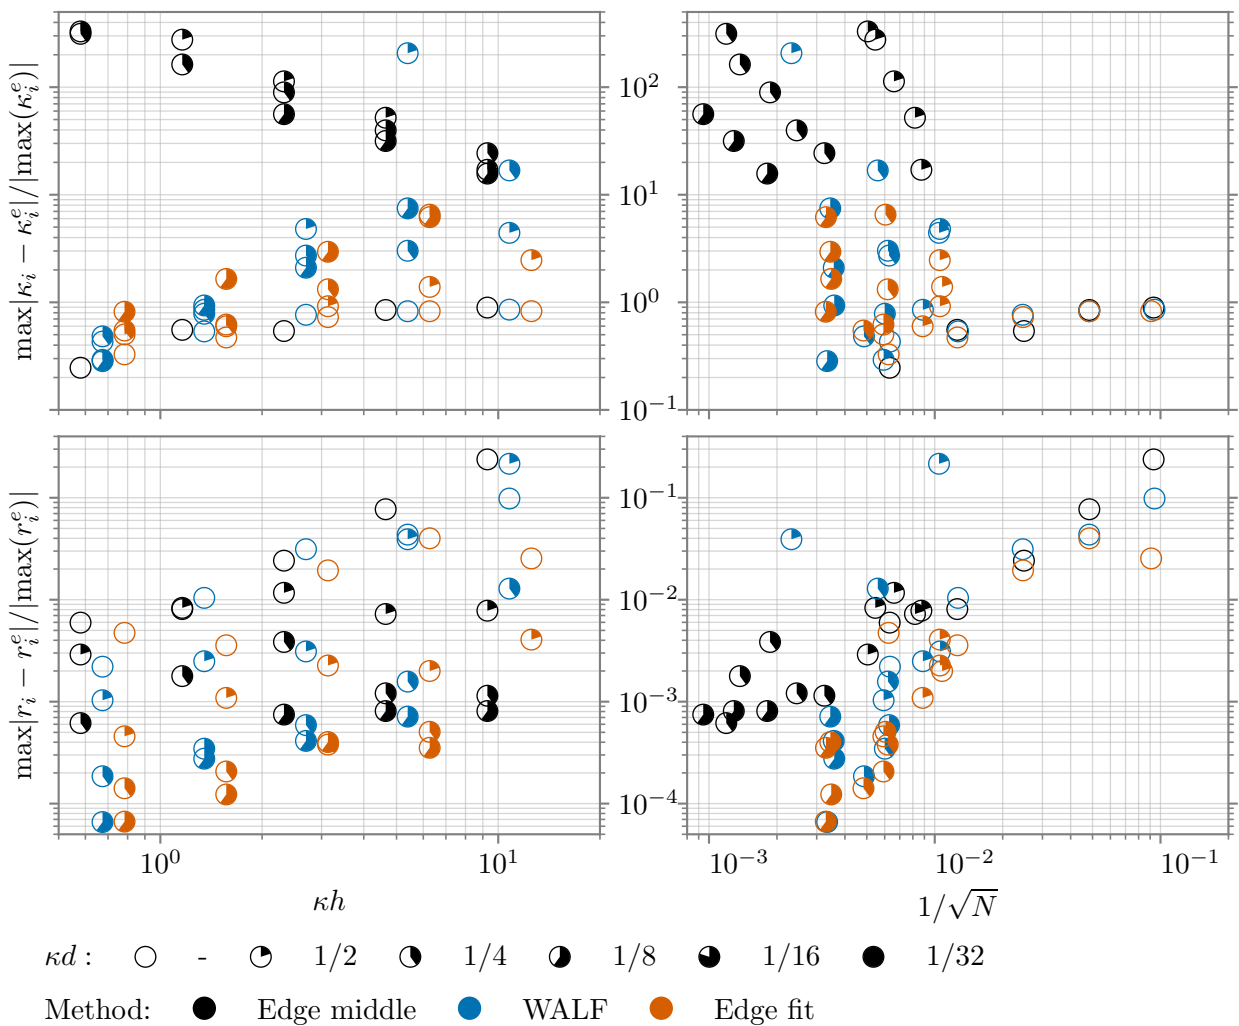 max|κ_i − κ_i^e|/|max(κ_i^e)|
10^2
10^1
10^0
10^−1
max|r_i − r_i^e|/|max(r_i^e)|
10^−1
10^−2
10^−3
10^−4
10^0 10^1
10^−3 10^−2 10^−1
κh
1/√N
κd : - 1/2 1/4 1/8 1/16 1/32
Method: Edge middle WALF Edge fit